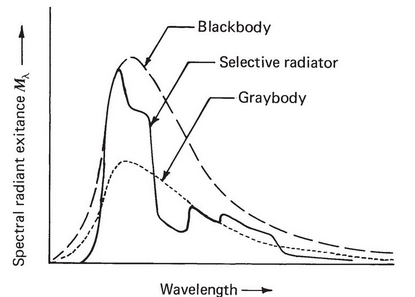 Blackbody
Selective radiator
Graybody
Spectral radiant exitance Mλ
Wavelength